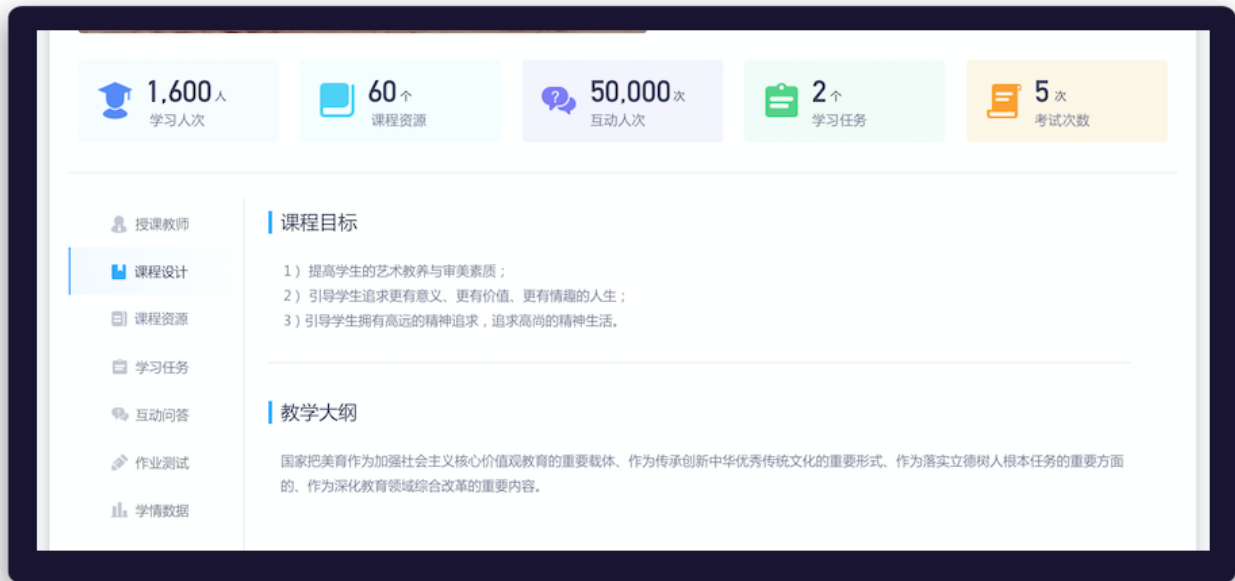 1,600人
学习人次
60个
课程资源
50,000次
互动人次
2个
学习任务
5次
考试次数
授课教师
课程设计
课程资源
学习任务
互动问答
作业测试
学情数据
课程目标
1）提高学生的艺术教养与审美素质；
2）引导学生追求更有意义、更有价值、更有情趣的人生；
3）引导学生拥有高远的精神追求，追求高尚的精神生活。
教学大纲
国家把美育作为加强社会主义核心价值观教育的重要载体、作为传承创新中华优秀传统文化的重要形式、作为落实立德树人根本任务的重要方面
的、作为深化教育领域综合改革的重要内容。